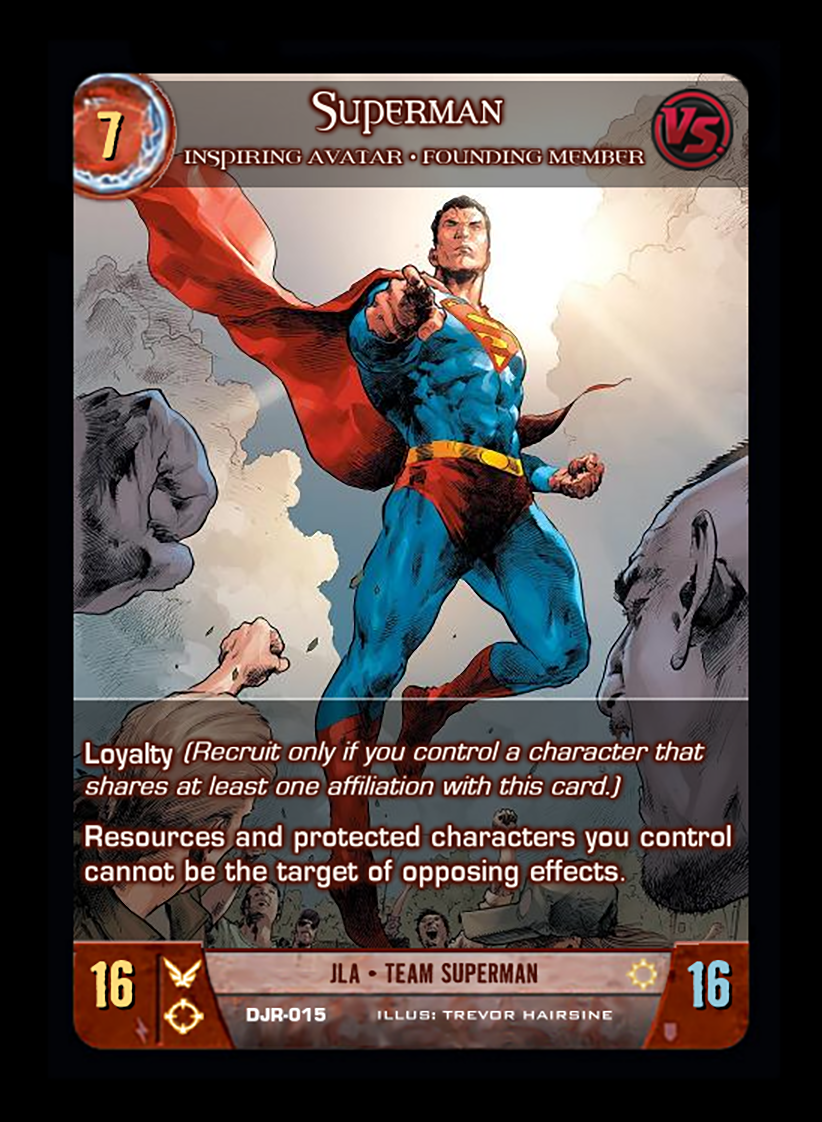 7
SUPERMAN
VS.
INSPIRING AVATAR • FOUNDING MEMBER
S
Loyalty (Recruit only if you control a character that
shares at least one affiliation with this card.)
Resources and protected characters you control
cannot be the target of opposing effects.
16
JLA • TEAM SUPERMAN
16
DJR-015 ILLUS: TREVOR HAIRSINE